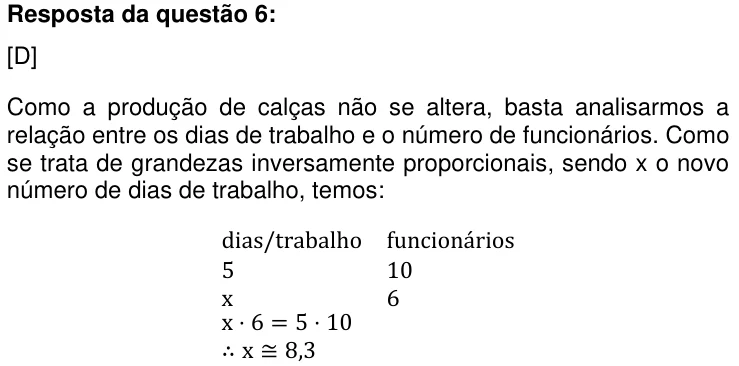 Resposta da questão 6:
[D]
Como a produção de calças não se altera, basta analisarmos a
relação entre os dias de trabalho e o número de funcionários. Como
se trata de grandezas inversamente proporcionais, sendo x o novo
número de dias de trabalho, temos:
dias/trabalho funcionários
5 10
x 6
x · 6 = 5 · 10
∴ x ≅ 8,3